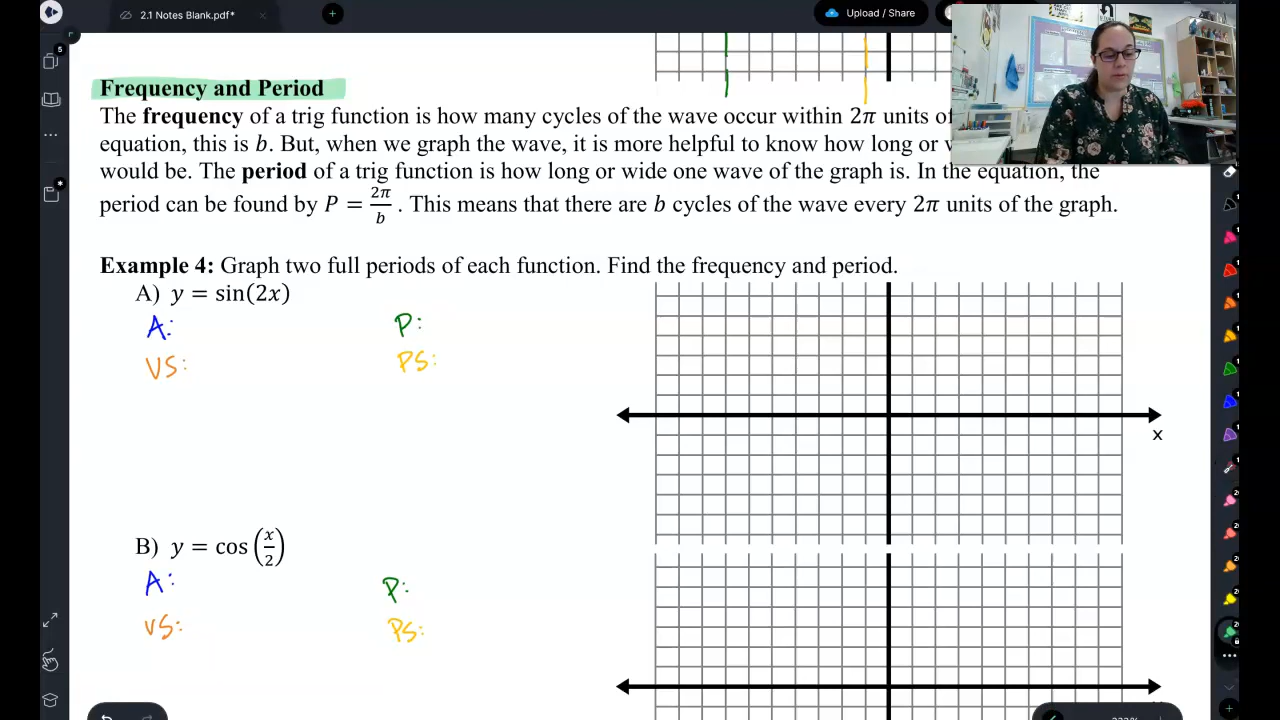 2.1 Notes Blank.pdf*
Upload / Share
5
Frequency and Period
The frequency of a trig function is how many cycles of the wave occur within 2π units of
equation, this is b. But, when we graph the wave, it is more helpful to know how long or
would be. The period of a trig function is how long or wide one wave of the graph is. In the equation, the
period can be found by P = 2π/b . This means that there are b cycles of the wave every 2π units of the graph.
Example 4: Graph two full periods of each function. Find the frequency and period.
A) y = sin(2x)
A: P:
VS: PS:
x
B) y = cos(x/2)
A: P:
VS: PS: